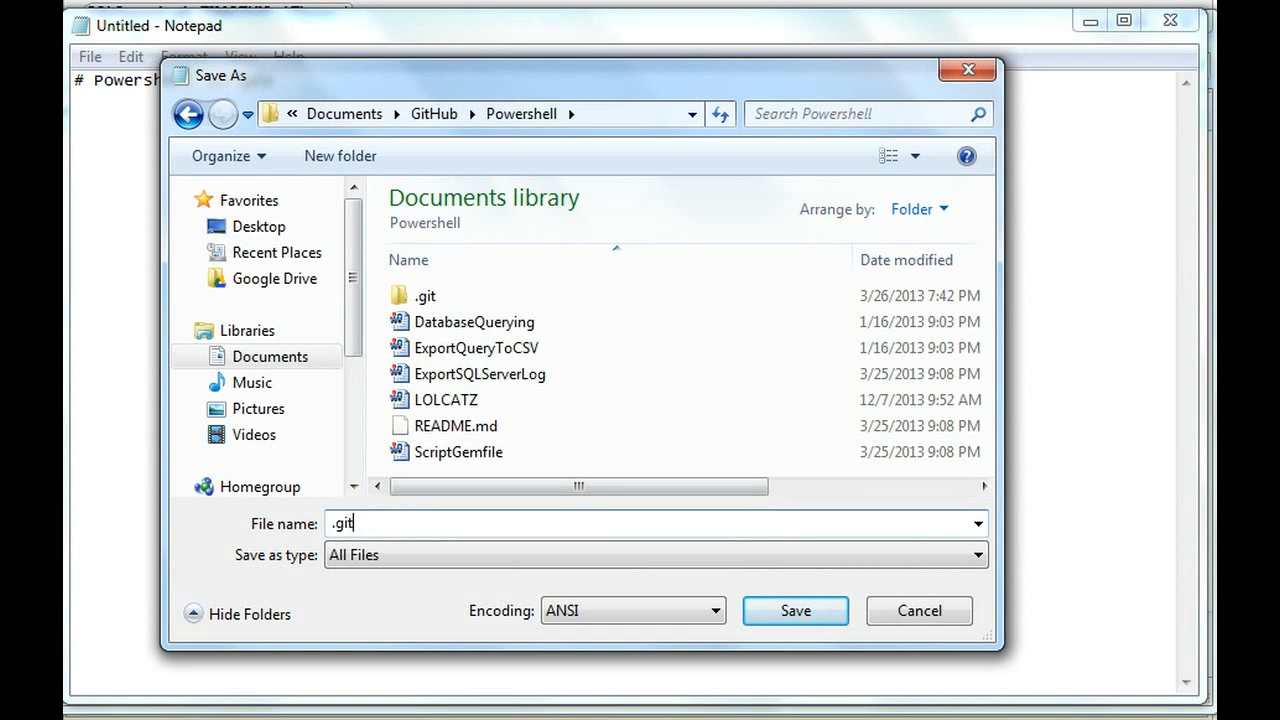 Untitled - Notepad
File Edit Format View Help
# Powersh
Save As
« Documents GitHub Powershell
Search Powershell
Organize New folder
Favorites
Desktop
Recent Places
Google Drive
Libraries
Documents
Music
Pictures
Videos
Homegroup
Documents library
Powershell
Arrange by: Folder
Name Date modified
.git 3/26/2013 7:42 PM
DatabaseQuerying 1/16/2013 9:03 PM
ExportQueryToCSV 1/16/2013 9:03 PM
ExportSQLServerLog 3/25/2013 9:08 PM
LOLCATZ 12/7/2013 9:52 AM
README.md 3/25/2013 9:08 PM
ScriptGemfile 3/25/2013 9:08 PM
File name: .git
Save as type: All Files
Hide Folders
Encoding: ANSI
Save
Cancel